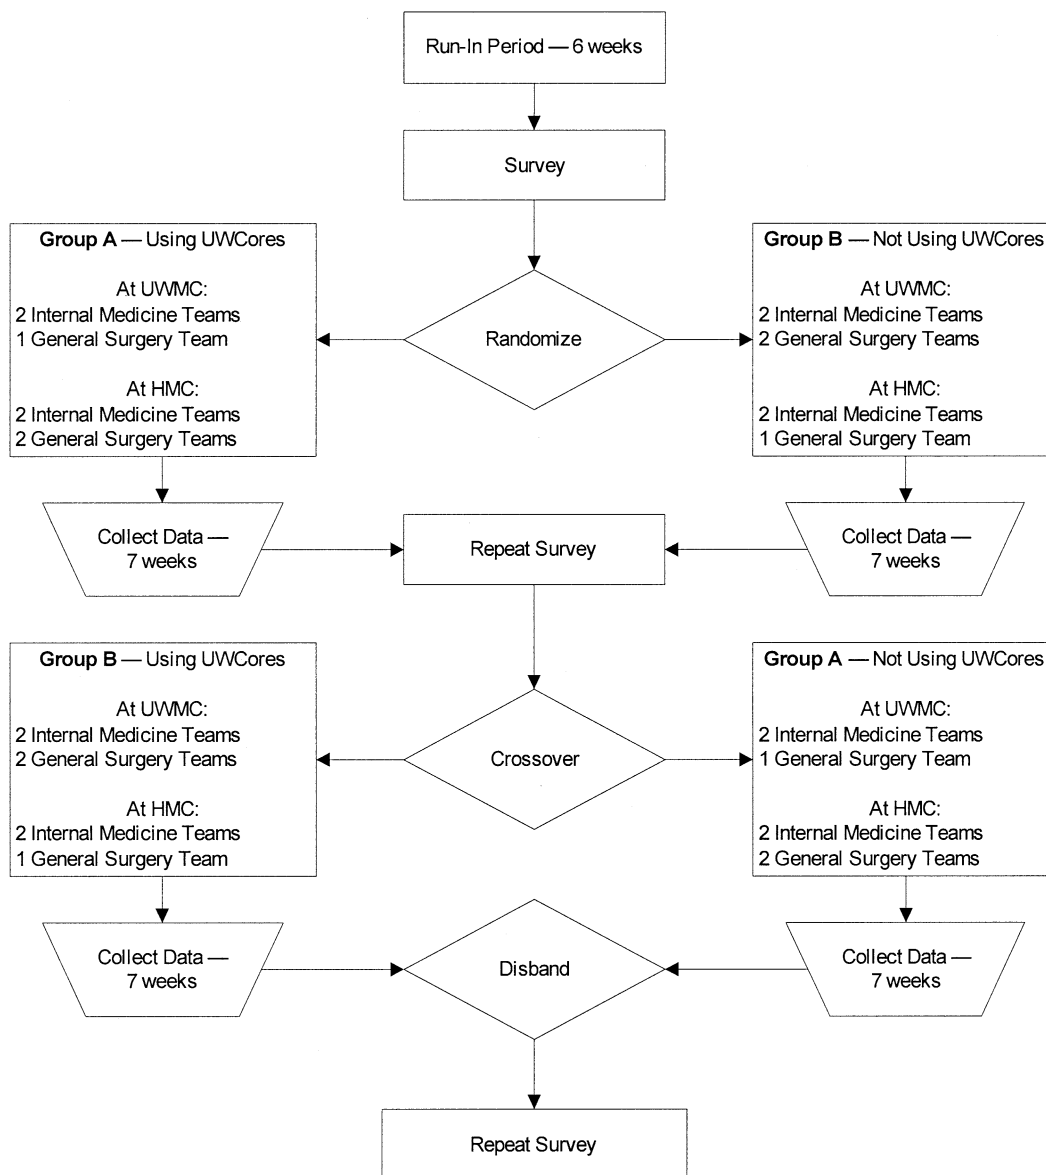 Run-In Period — 6 weeks
Survey
Group A — Using UWCores
At UWMC:
2 Internal Medicine Teams
1 General Surgery Team
At HMC:
2 Internal Medicine Teams
2 General Surgery Teams
Randomize
Group B — Not Using UWCores
At UWMC:
2 Internal Medicine Teams
2 General Surgery Teams
At HMC:
2 Internal Medicine Teams
1 General Surgery Team
Collect Data —
7 weeks
Repeat Survey
Collect Data —
7 weeks
Group B — Using UWCores
At UWMC:
2 Internal Medicine Teams
2 General Surgery Teams
At HMC:
2 Internal Medicine Teams
1 General Surgery Team
Crossover
Group A — Not Using UWCores
At UWMC:
2 Internal Medicine Teams
1 General Surgery Team
At HMC:
2 Internal Medicine Teams
2 General Surgery Teams
Collect Data —
7 weeks
Disband
Collect Data —
7 weeks
Repeat Survey